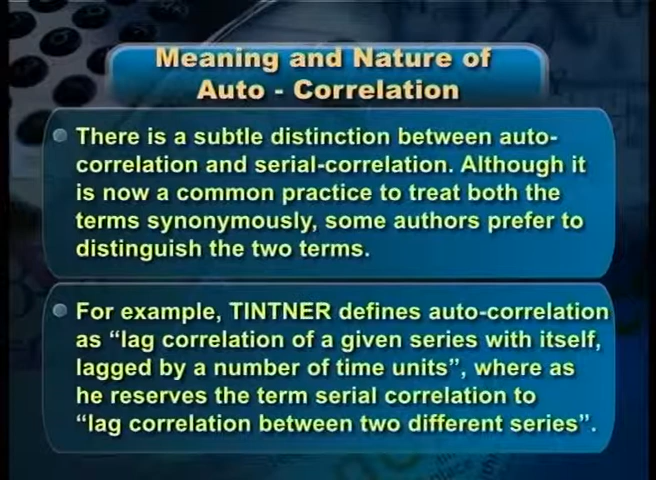 Meaning and Nature of
Auto - Correlation
There is a subtle distinction between auto-
correlation and serial-correlation. Although it
is now a common practice to treat both the
terms synonymously, some authors prefer to
distinguish the two terms.
For example, TINTNER defines auto-correlation
as “lag correlation of a given series with itself,
lagged by a number of time units”, where as
he reserves the term serial correlation to
“lag correlation between two different series”.